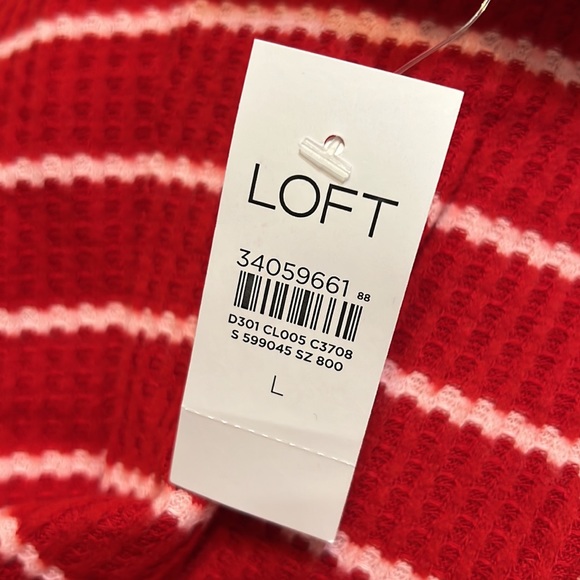 LOFT
34059661 88
D301 CL005 C3708
S 599045 SZ 800
L